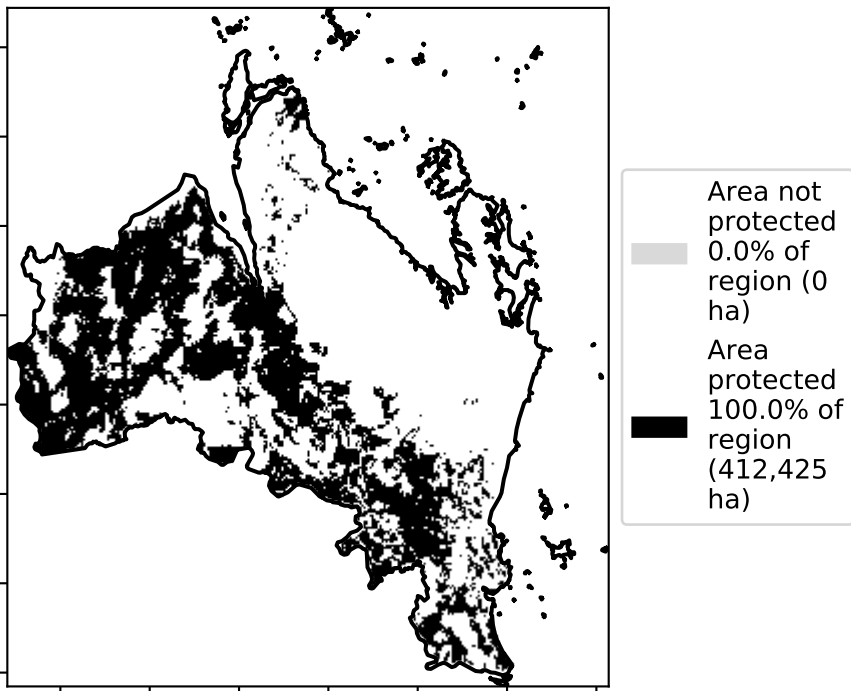 Area not
protected
0.0% of
region (0
ha)
Area
protected
100.0% of
region
(412,425
ha)